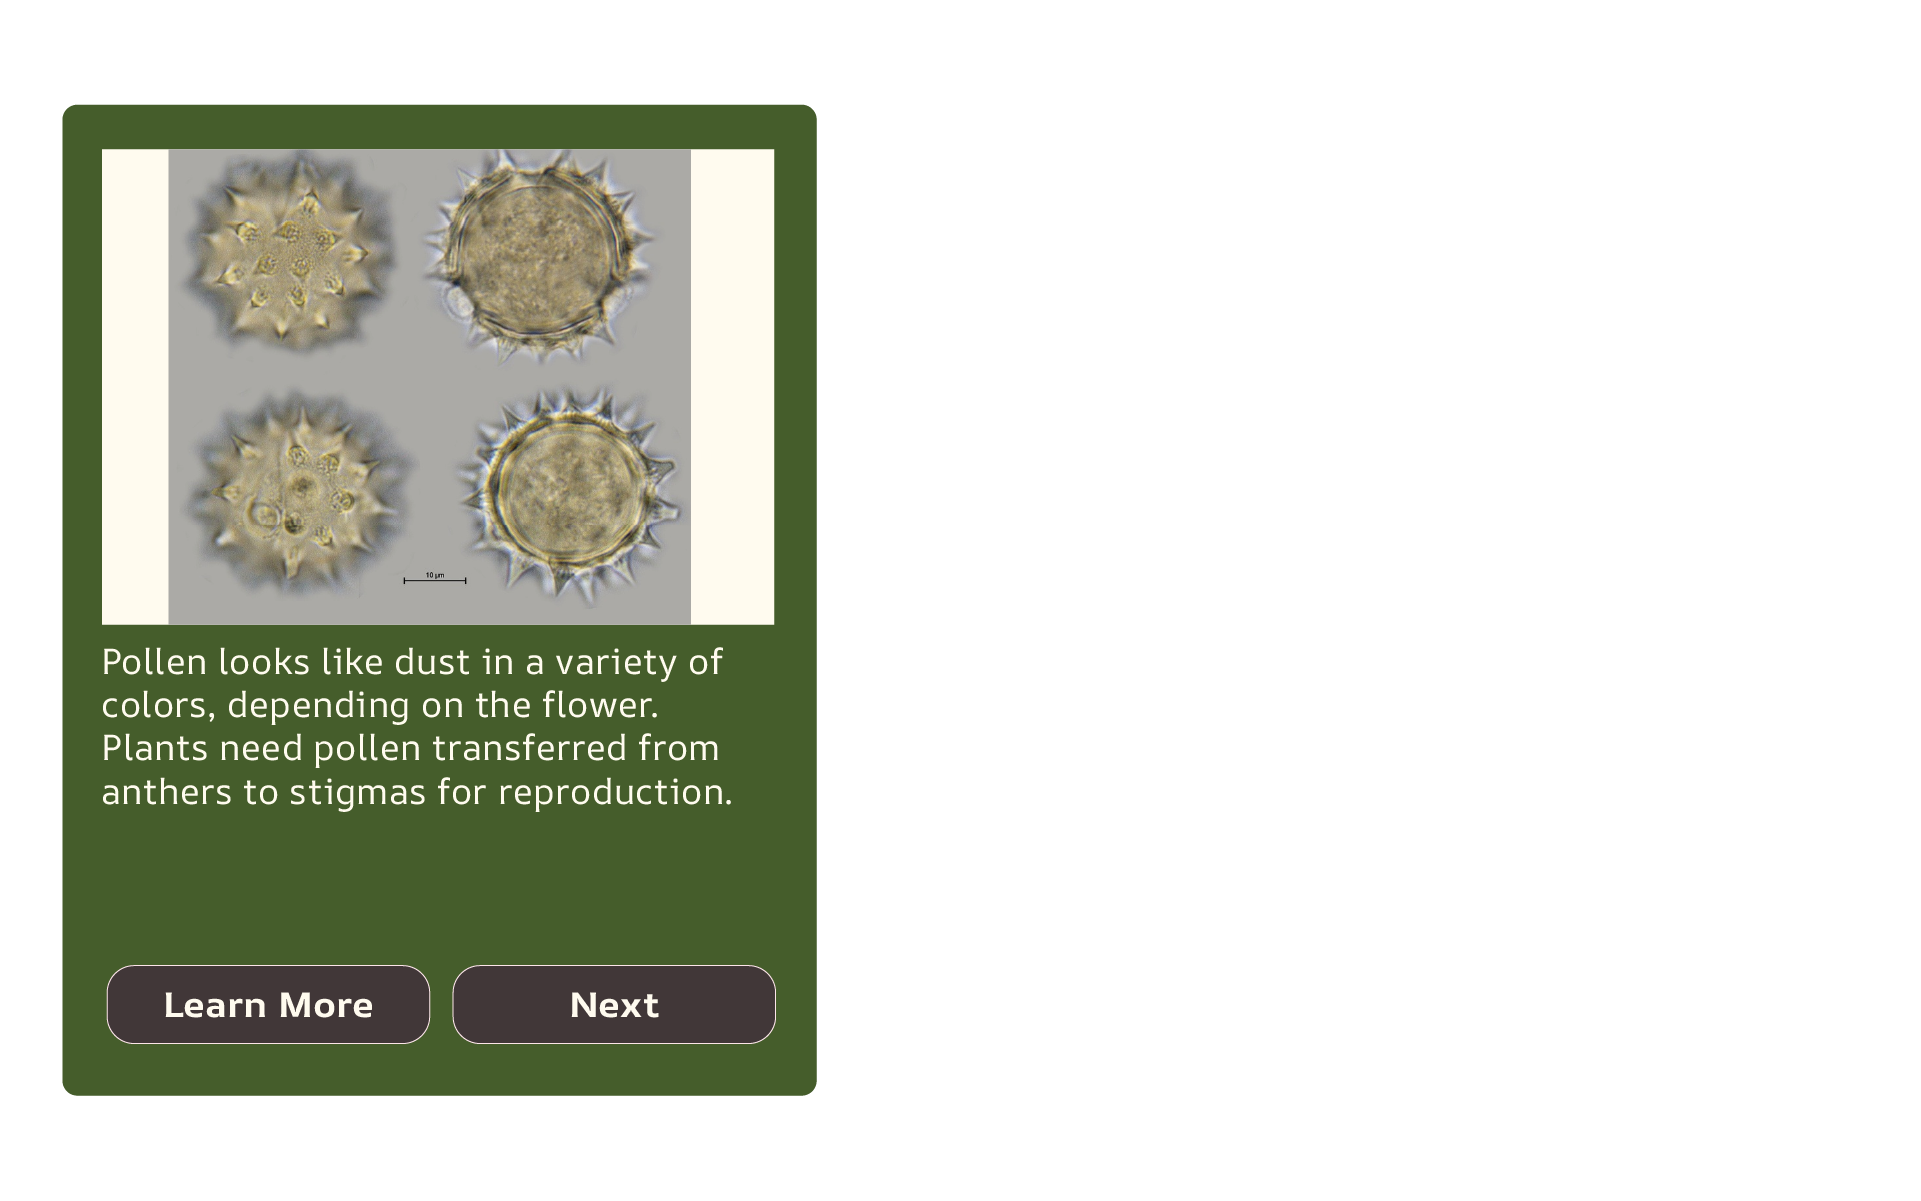 10 µm
Pollen looks like dust in a variety of
colors, depending on the flower.
Plants need pollen transferred from
anthers to stigmas for reproduction.
Learn More
Next